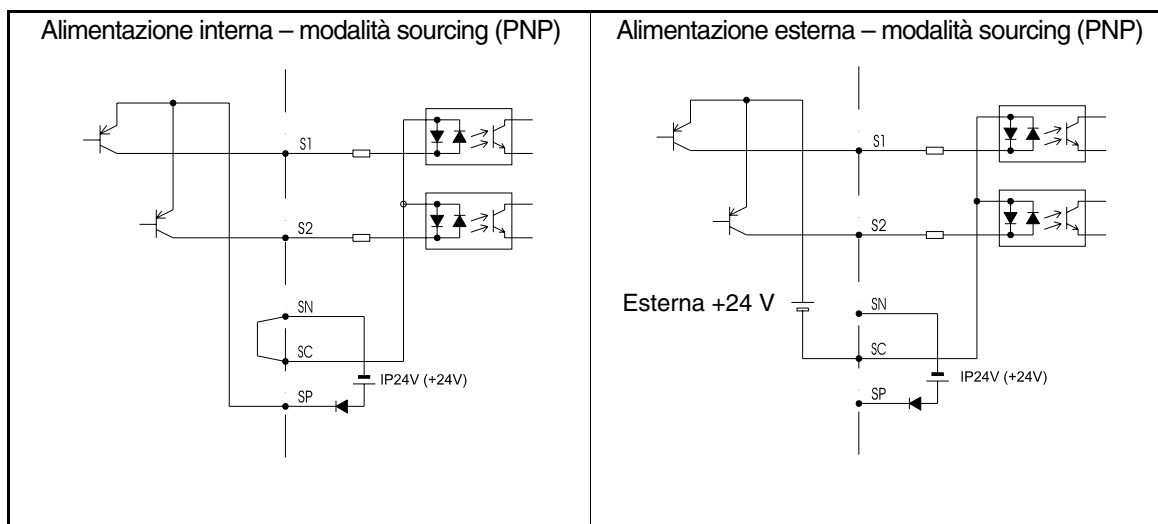 Alimentazione interna – modalità sourcing (PNP)
S1
S2
SN
SC
IP24V (+24V)
SP
Alimentazione esterna – modalità sourcing (PNP)
S1
S2
Esterna +24 V
SN
SC
IP24V (+24V)
SP